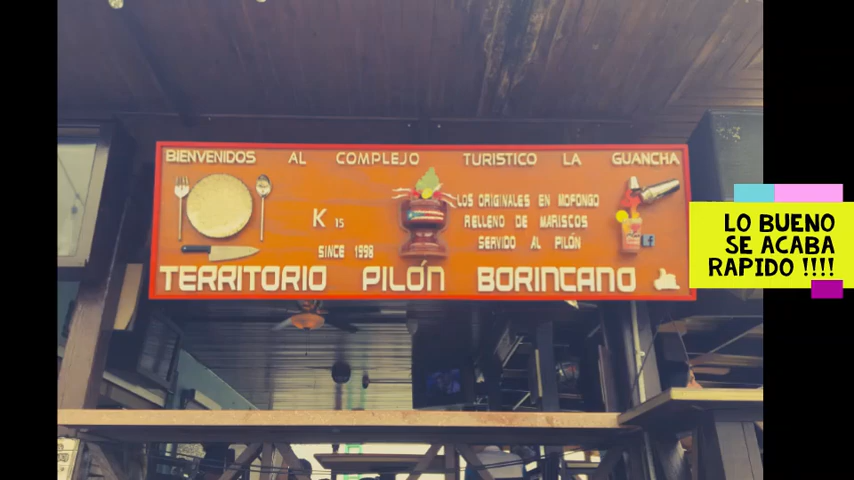 BIENVENIDOS AL COMPLEJO TURISTICO LA GUANCHA
K 15
SINCE 1998
LOS ORIGINALES EN MOFONGO
RELLENO DE MARISCOS
SERVIDO AL PILÓN
TERRITORIO PILÓN BORINCANO
LO BUENO
SE ACABA
RAPIDO !!!!